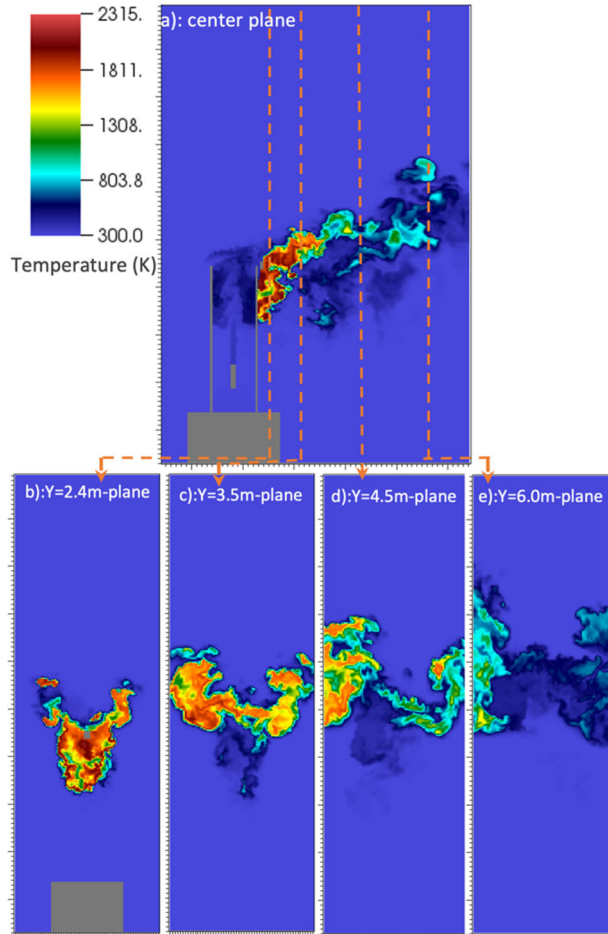 2315.
1811.
1308.
803.8
300.0
Temperature (K)
a): center plane
b):Y=2.4m-plane
c):Y=3.5m-plane
d):Y=4.5m-plane
e):Y=6.0m-plane